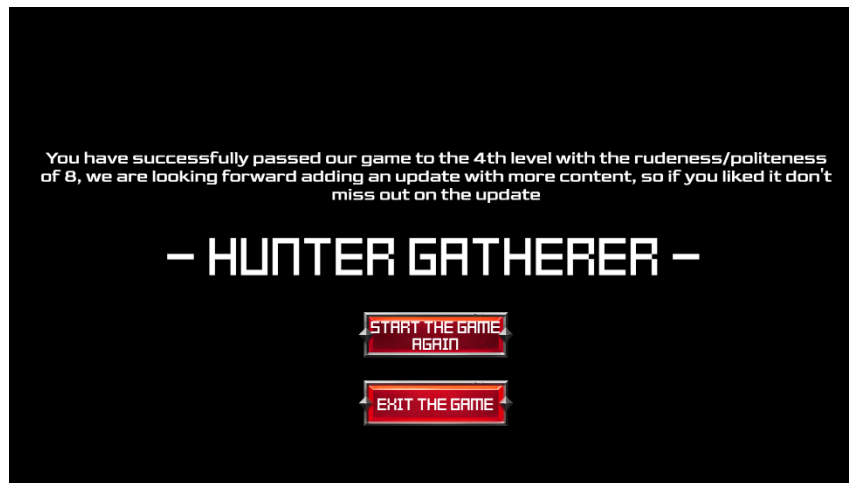 You have successfully passed our game to the 4th level with the rudeness/politeness
of 8, we are looking forward adding an update with more content, so if you liked it don't
miss out on the update
– HUNTER GATHERER –
START THE GAME
AGAIN
EXIT THE GAME